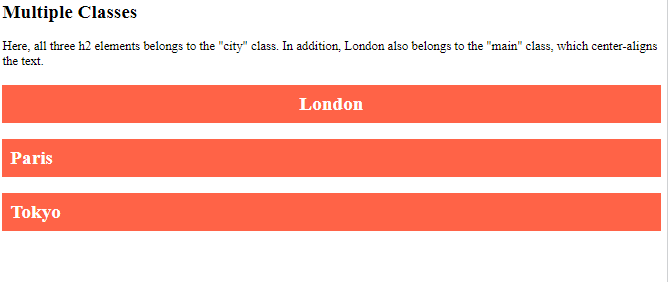 Multiple Classes
Here, all three h2 elements belongs to the "city" class. In addition, London also belongs to the "main" class, which center-aligns
the text.
London
Paris
Tokyo